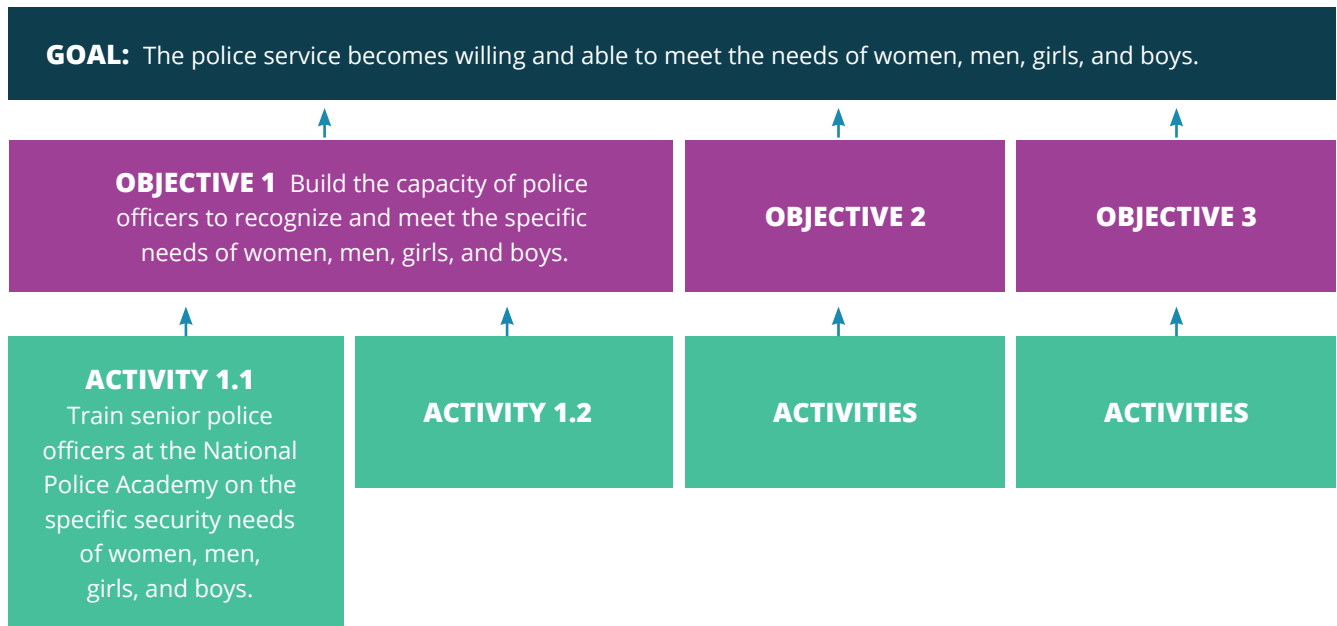 GOAL: The police service becomes willing and able to meet the needs of women, men, girls, and boys.
OBJECTIVE 1 Build the capacity of police
officers to recognize and meet the specific
needs of women, men, girls, and boys.
OBJECTIVE 2
OBJECTIVE 3
ACTIVITY 1.1
Train senior police
officers at the National
Police Academy on the
specific security needs
of women, men,
girls, and boys.
ACTIVITY 1.2
ACTIVITIES
ACTIVITIES